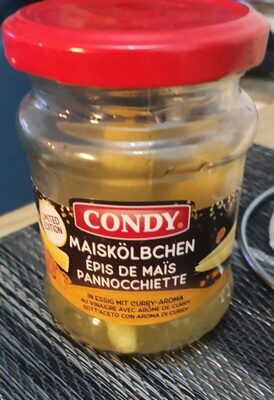 LIMITED
EDITION
CONDY®
MAISKÖLBCHEN
ÉPIS DE MAÏS
PANNOCCHIETTE
IN ESSIG MIT CURRY-AROMA
AU VINAIGRE AVEC ARÔME DE CURRY
SOTT'ACETO CON AROMA DI CURRY